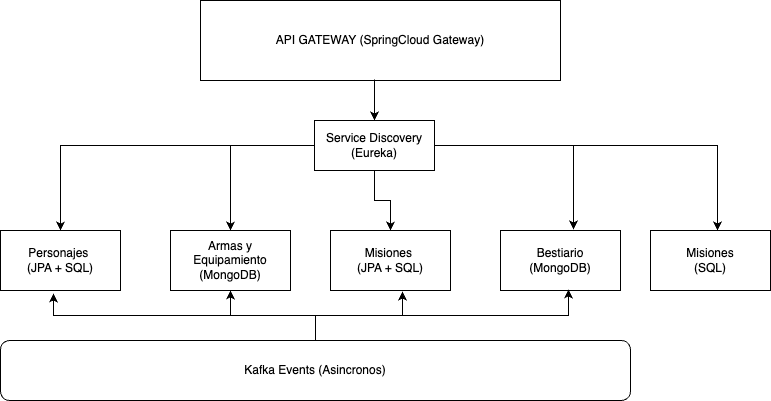 API GATEWAY (SpringCloud Gateway)
Service Discovery
(Eureka)
Personajes
(JPA + SQL)
Armas y
Equipamiento
(MongoDB)
Misiones
(JPA + SQL)
Bestiario
(MongoDB)
Misiones
(SQL)
Kafka Events (Asincronos)